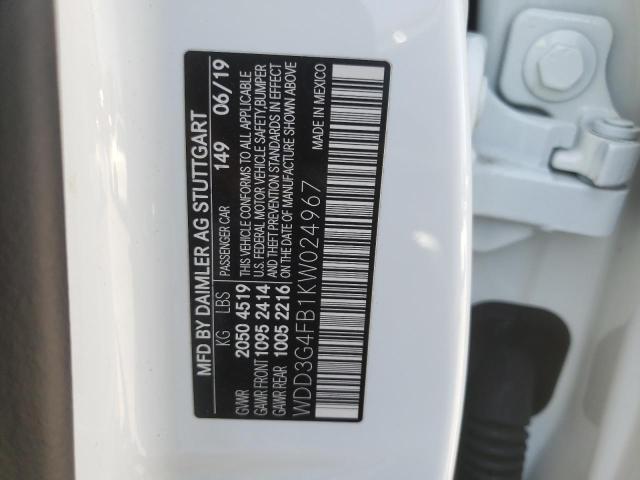 MFD BY DAIMLER AG STUTTGART
KG LBS PASSENGER CAR 149 06/19
GVWR 2050 4519 THIS VEHICLE CONFORMS TO ALL APPLICABLE
GAWR FRONT 1095 2414 U.S. FEDERAL MOTOR VEHICLE SAFETY,BUMPER
GAWR REAR 1005 2216 AND THEFT PREVENTION STANDARDS IN EFFECT
ON THE DATE OF MANUFACTURE SHOWN ABOVE
WDD3G4FB1KW024967 MADE IN MEXICO